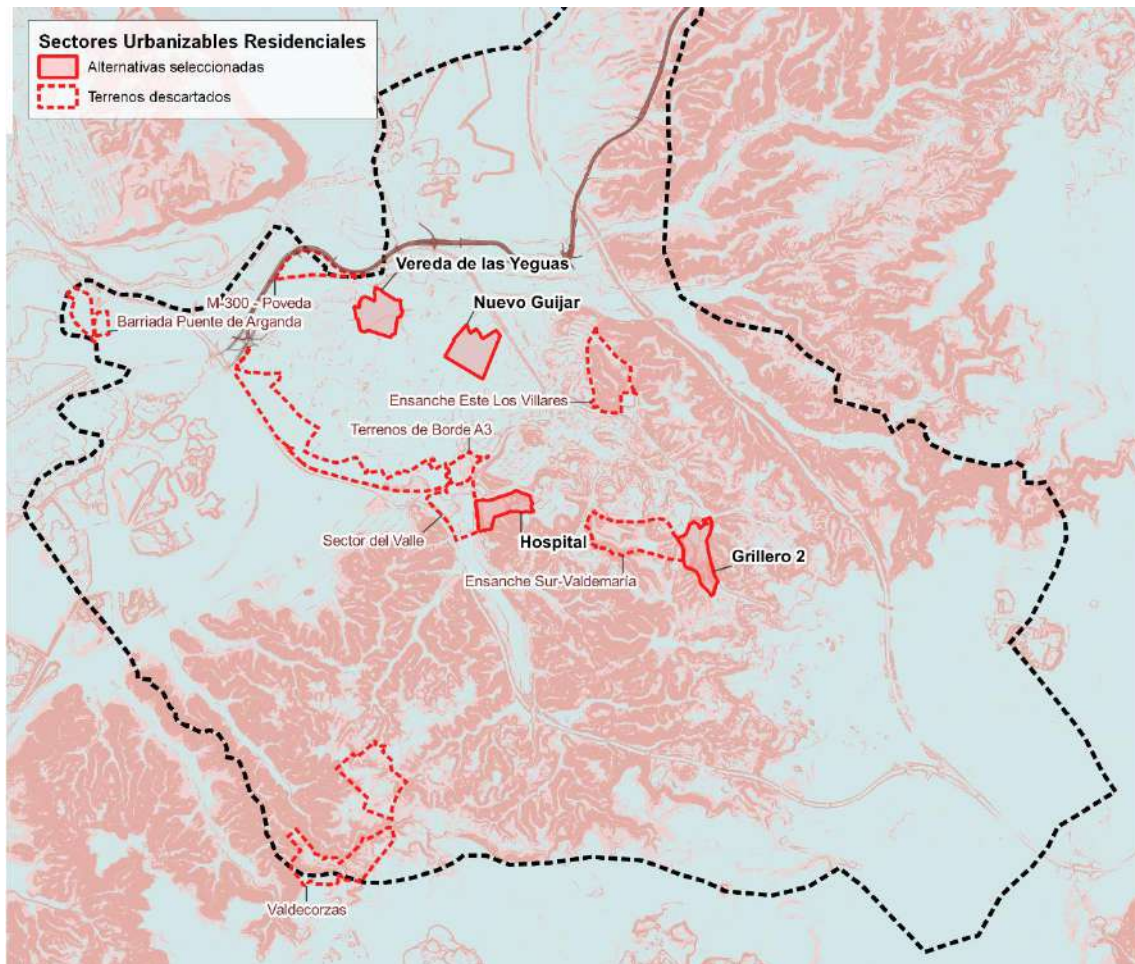 Sectores Urbanizables Residenciales
Alternativas seleccionadas
Terrenos descartados
Vereda de las Yeguas
M-300 - Poveda
Nuevo Guijar
Barriada Puente de Arganda
Ensanche Este Los Villares
Terrenos de Borde A3
Sector del Valle
Hospital
Grillero 2
Ensanche Sur-Valdemaría
Valdecorzas